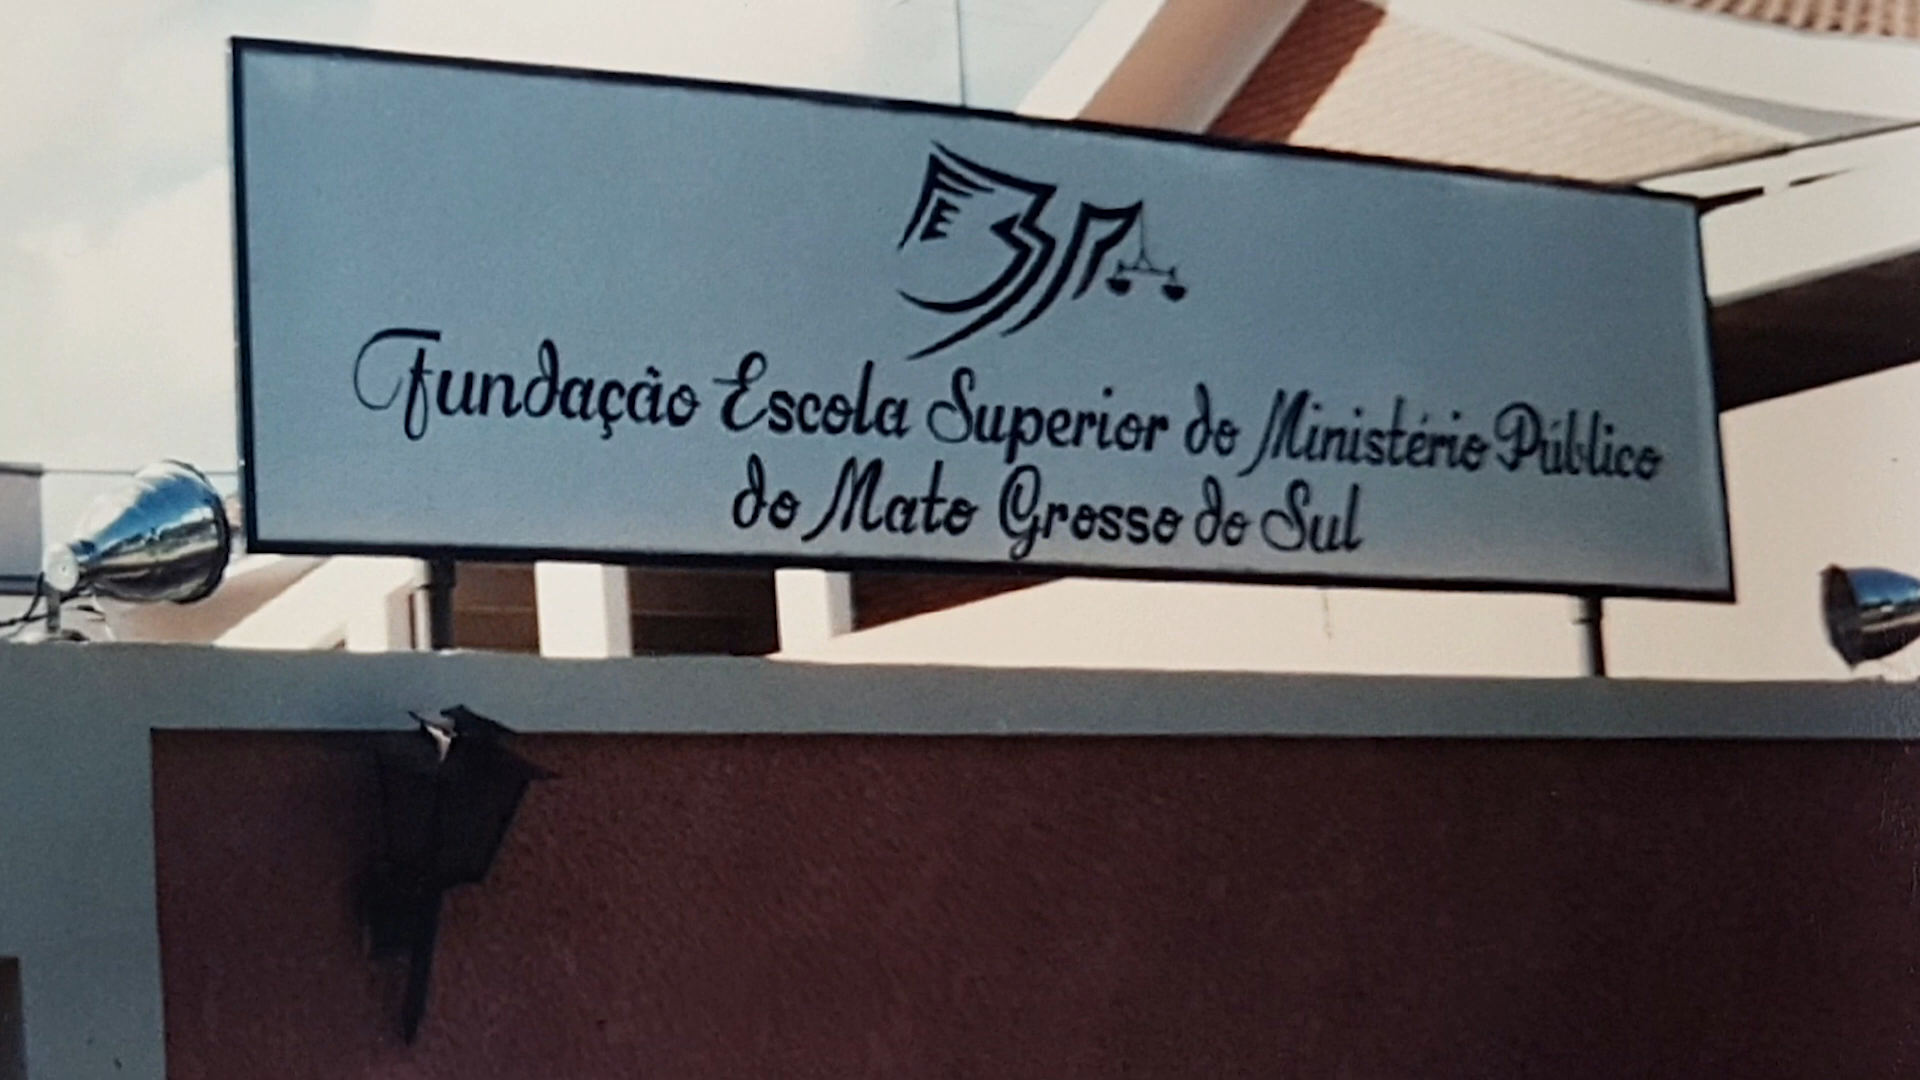 Fundação Escola Superior do Ministério Público
do Mato Grosso do Sul